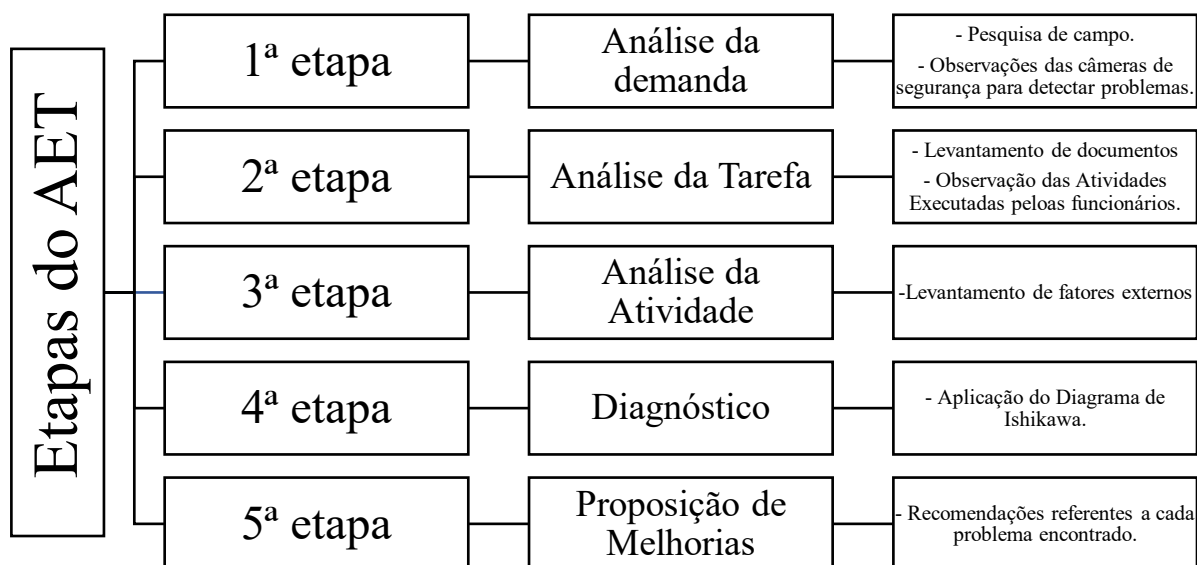 Etapas do AET
1ª etapa
Análise da
demanda
- Pesquisa de campo.
- Observações das câmeras de
segurança para detectar problemas.
2ª etapa
Análise da Tarefa
- Levantamento de documentos
- Observação das Atividades
Executadas peloas funcionários.
3ª etapa
Análise da
Atividade
-Levantamento de fatores externos
4ª etapa
Diagnóstico
- Aplicação do Diagrama de
Ishikawa.
5ª etapa
Proposição de
Melhorias
- Recomendações referentes a cada
problema encontrado.